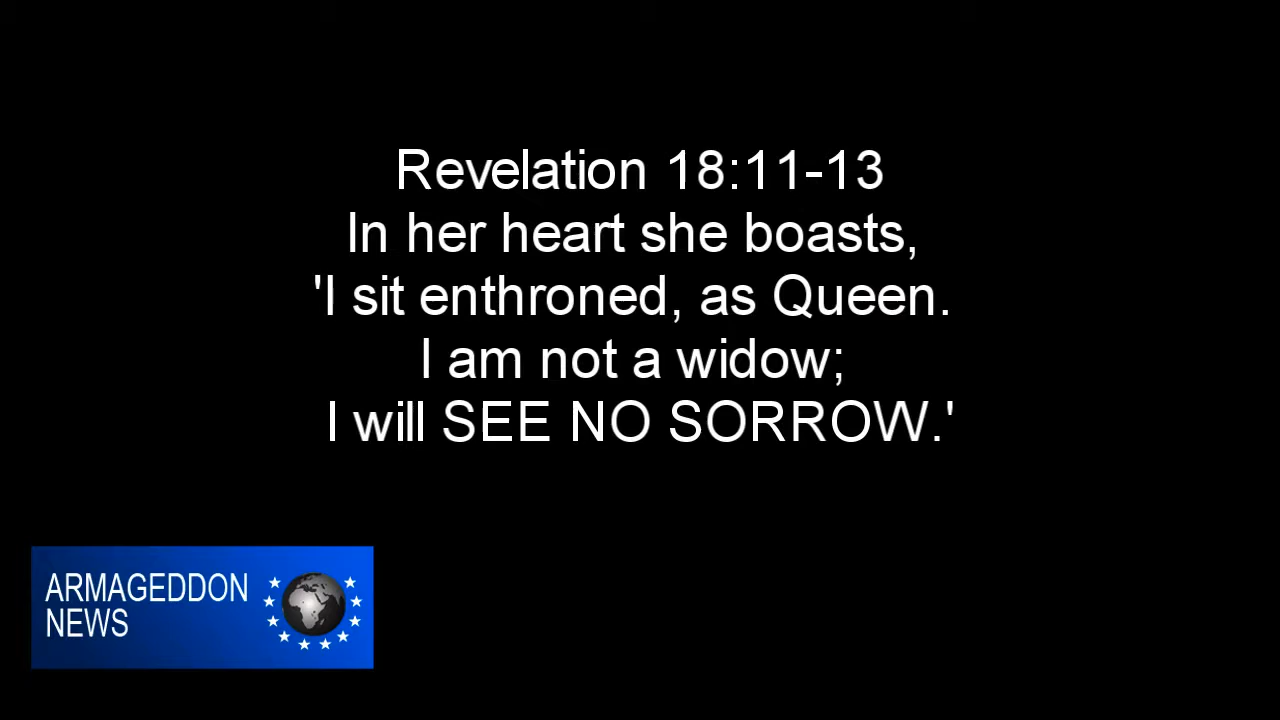 Revelation 18:11-13
In her heart she boasts,
'I sit enthroned, as Queen.
I am not a widow;
I will SEE NO SORROW.'
ARMAGEDDON
NEWS